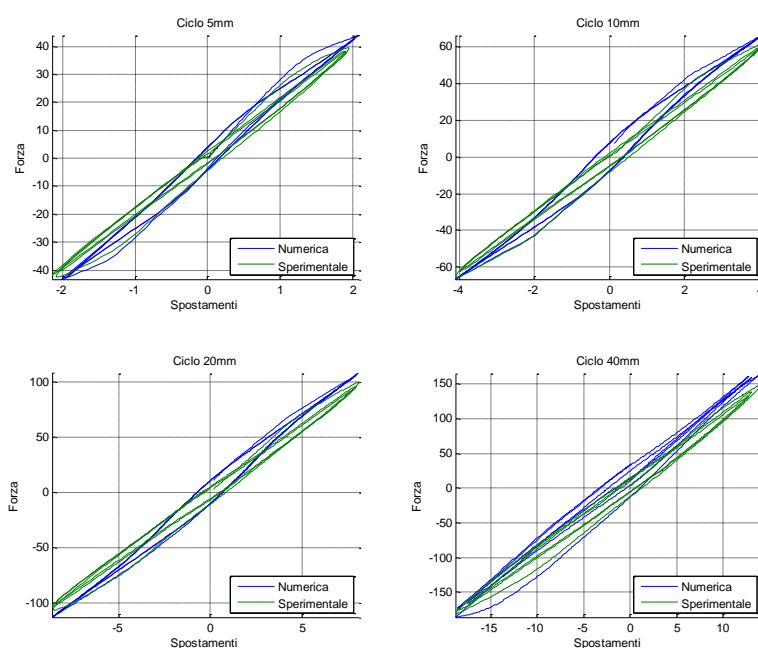 Ciclo 5mm
40
30
20
10
0
-10
-20
-30
-40
-2
-1
0
1
2
Forza
Spostamenti
Numerica
Sperimentale
Ciclo 10mm
60
40
20
0
-20
-40
-60
-4
-2
0
2
Forza
Spostamenti
Numerica
Sperimentale
Ciclo 20mm
100
50
0
-50
-100
-5
0
5
Forza
Spostamenti
Numerica
Sperimentale
Ciclo 40mm
150
100
50
0
-50
-100
-150
-15
-10
-5
0
5
10
Forza
Spostamenti
Numerica
Sperimentale